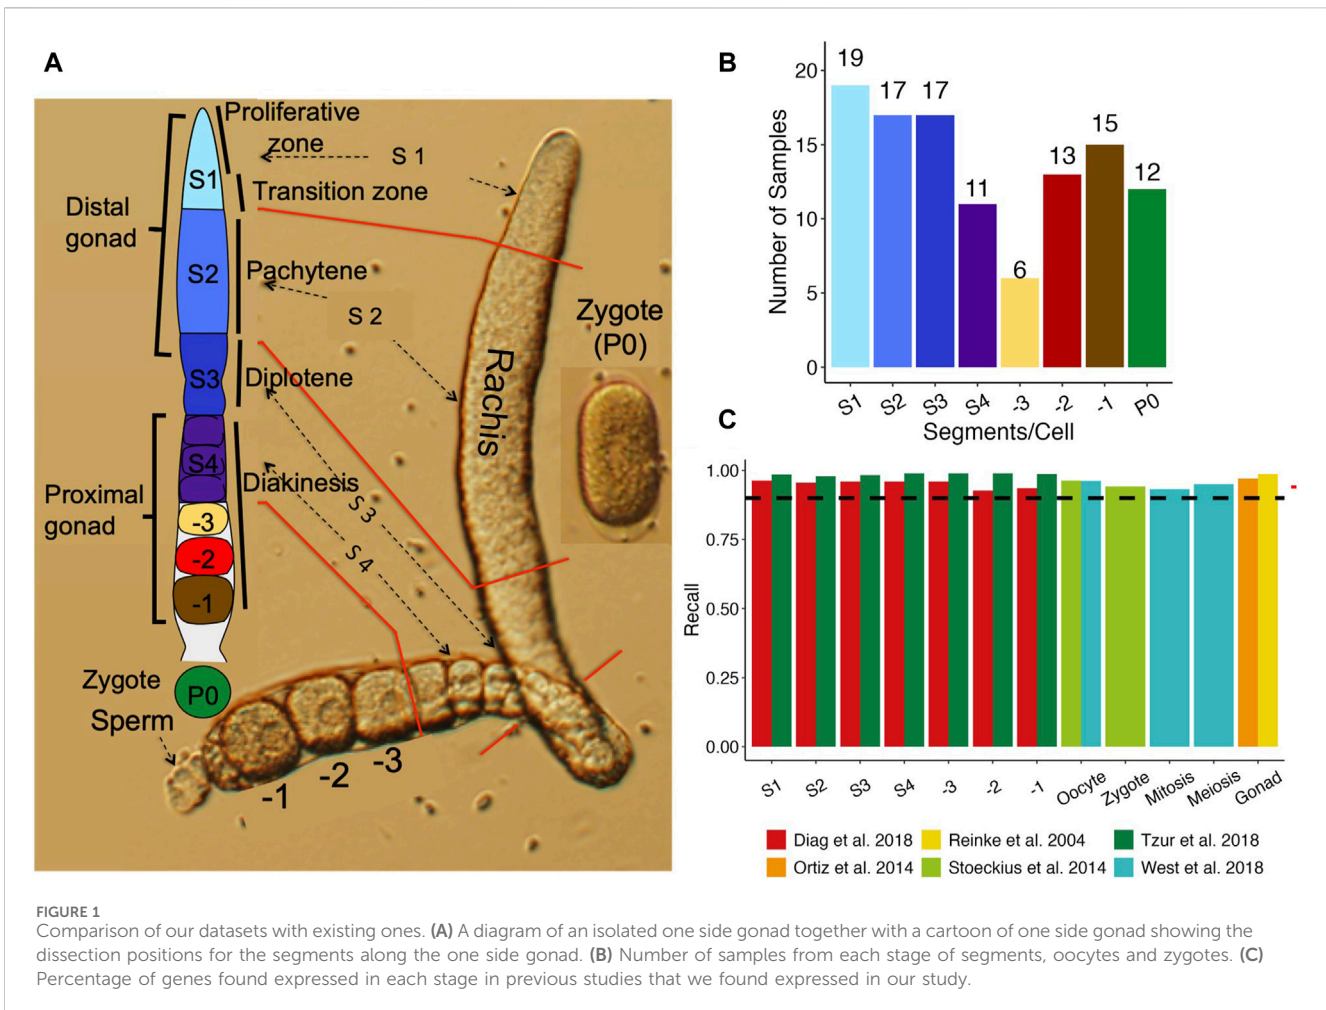 A
Proliferative
zone
S 1
S1
Transition zone
Distal
gonad
S2
Pachytene
S 2
Rachis
Zygote
(P0)
S3
Diplotene
S4
Diakinesis
S 3
S 4
Proximal
gonad
-3
-2
-1
Zygote
P0
Sperm
-1
-2
-3
B
Number of Samples
20
15
10
5
0
19
17
17
11
6
13
15
12
S1
S2
S3
S4
-3
-2
-1
P0
Segments/Cell
C
Recall
1.00
0.75
0.50
0.25
0.00
S1
S2
S3
S4
-3
-2
-1
Oocyte
Zygote
Mitosis
Meiosis
Gonad
Diag et al. 2018
Reinke et al. 2004
Tzur et al. 2018
Ortiz et al. 2014
Stoeckius et al. 2014
West et al. 2018
FIGURE 1
Comparison of our datasets with existing ones. (A) A diagram of an isolated one side gonad together with a cartoon of one side gonad showing the
dissection positions for the segments along the one side gonad. (B) Number of samples from each stage of segments, oocytes and zygotes. (C)
Percentage of genes found expressed in each stage in previous studies that we found expressed in our study.